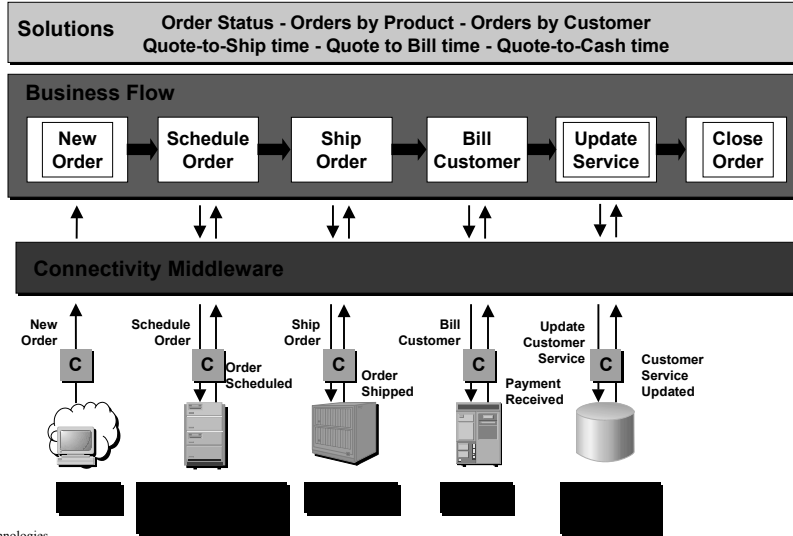 Solutions
Order Status - Orders by Product - Orders by Customer
Quote-to-Ship time - Quote to Bill time - Quote-to-Cash time
Business Flow
New
Order
Schedule
Order
Ship
Order
Bill
Customer
Update
Service
Close
Order
Connectivity Middleware
New
Order
C
Schedule
Order
C
Order
Scheduled
Ship
Order
C
Order
Shipped
Bill
Customer
C
Payment
Received
Update
Customer
Service
C
Customer
Service
Updated